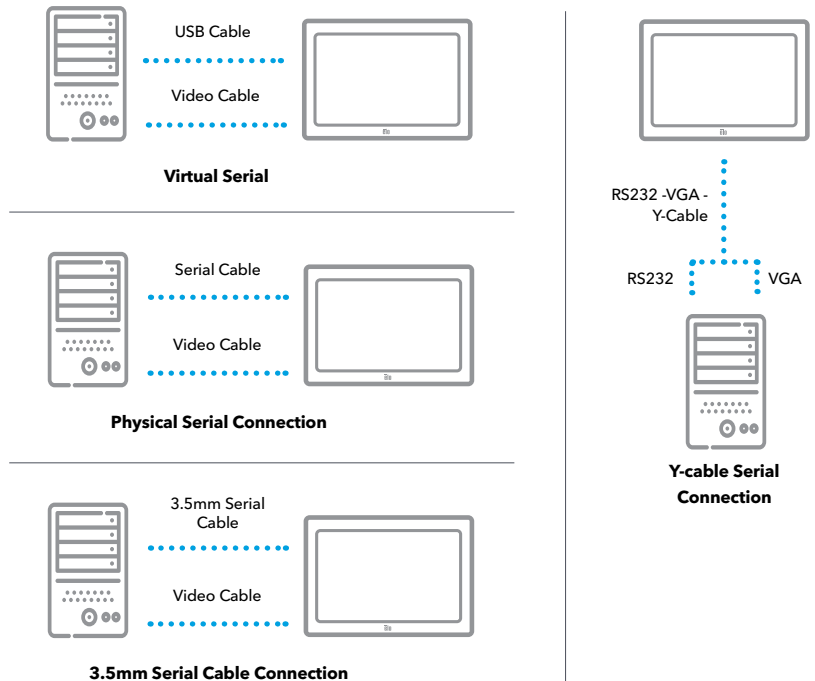 USB Cable
Video Cable
Virtual Serial
Serial Cable
Video Cable
Physical Serial Connection
3.5mm Serial
Cable
Video Cable
3.5mm Serial Cable Connection
RS232 -VGA -
Y-Cable
RS232
VGA
Y-cable Serial
Connection